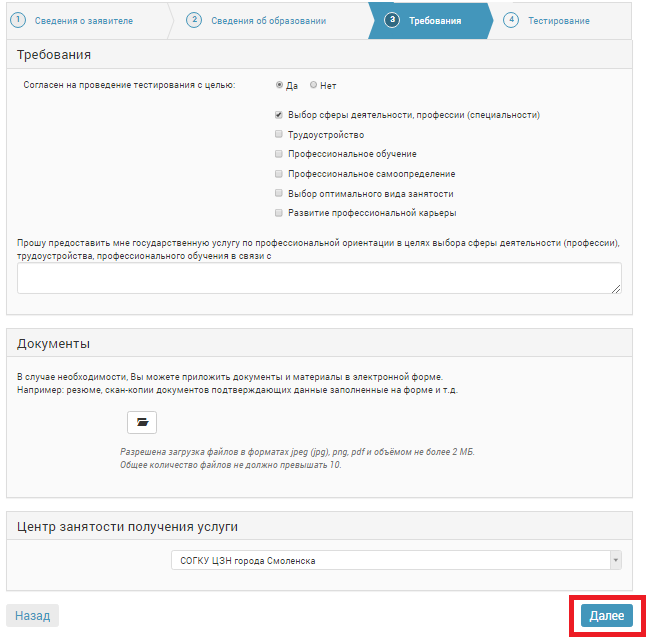 1 Сведения о заявителе 2 Сведения об образовании 3 Требования 4 Тестирование
Требования
Согласен на проведение тестирования с целью: Да Нет
Выбор сферы деятельности, профессии (специальности)
Трудоустройство
Профессиональное обучение
Профессиональное самоопределение
Выбор оптимального вида занятости
Развитие профессиональной карьеры
Прошу предоставить мне государственную услугу по профессиональной ориентации в целях выбора сферы деятельности (профессии),
трудоустройства, профессионального обучения в связи с
Документы
В случае необходимости, Вы можете приложить документы и материалы в электронной форме.
Например: резюме, скан-копии документов подтверждающих данные заполненные на форме и т.д.
Разрешена загрузка файлов в форматах jpeg (jpg), png, pdf и объёмом не более 2 МБ.
Общее количество файлов не должно превышать 10.
Центр занятости получения услуги
СОГКУ ЦЗН города Смоленска
Назад Далее